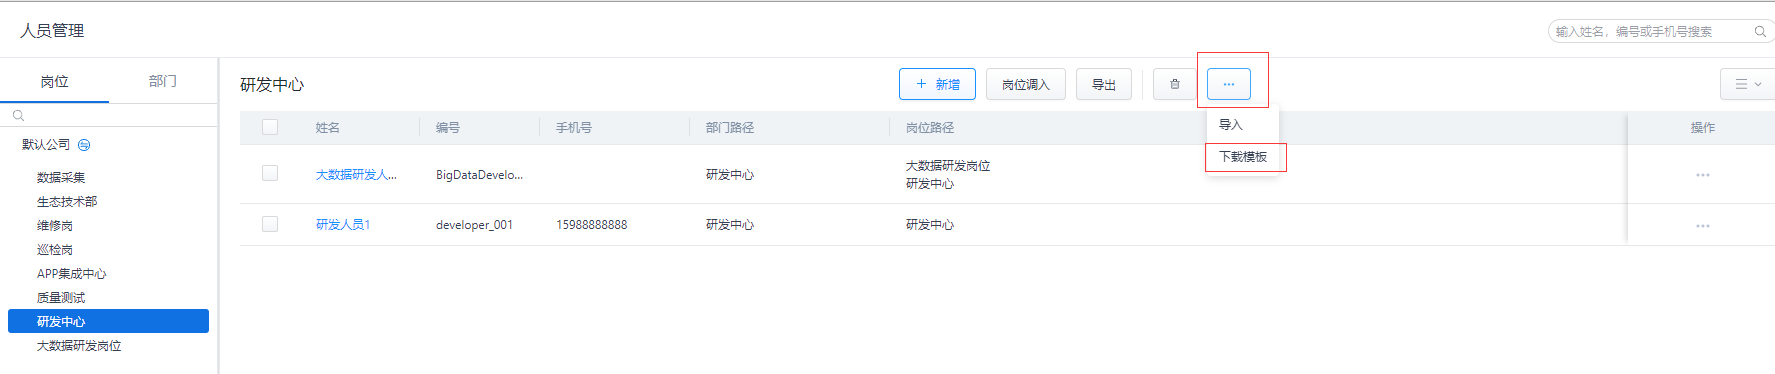 人员管理
输入姓名，编号或手机号搜索
岗位
部门
默认公司
数据采集
生态技术部
维修岗
巡检岗
APP集成中心
质量测试
研发中心
大数据研发岗位
研发中心
+ 新增
岗位调入
导出
...
导入
下载模板
姓名
编号
手机号
部门路径
岗位路径
操作
大数据研发人...
BigDataDevelo...
研发中心
大数据研发岗位
研发中心
...
研发人员1
developer_001
15988888888
研发中心
研发中心
...